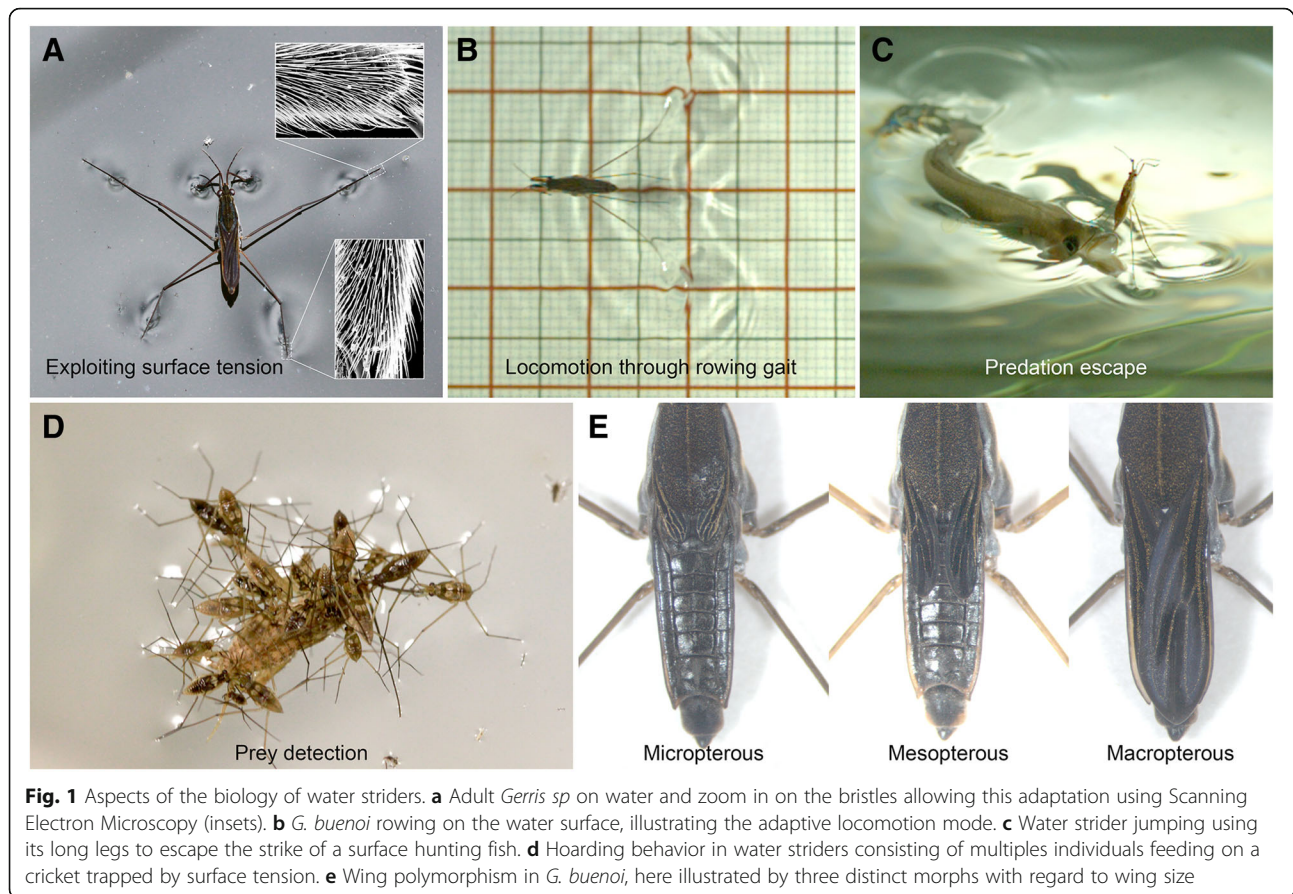 A
Exploiting surface tension
B
Locomotion through rowing gait
C
Predation escape
D
Prey detection
E
Micropterous
Mesopterous
Macropterous
Fig. 1 Aspects of the biology of water striders. a Adult Gerris sp on water and zoom in on the bristles allowing this adaptation using Scanning
Electron Microscopy (insets). b G. buenoi rowing on the water surface, illustrating the adaptive locomotion mode. c Water strider jumping using
its long legs to escape the strike of a surface hunting fish. d Hoarding behavior in water striders consisting of multiples individuals feeding on a
cricket trapped by surface tension. e Wing polymorphism in G. buenoi, here illustrated by three distinct morphs with regard to wing size